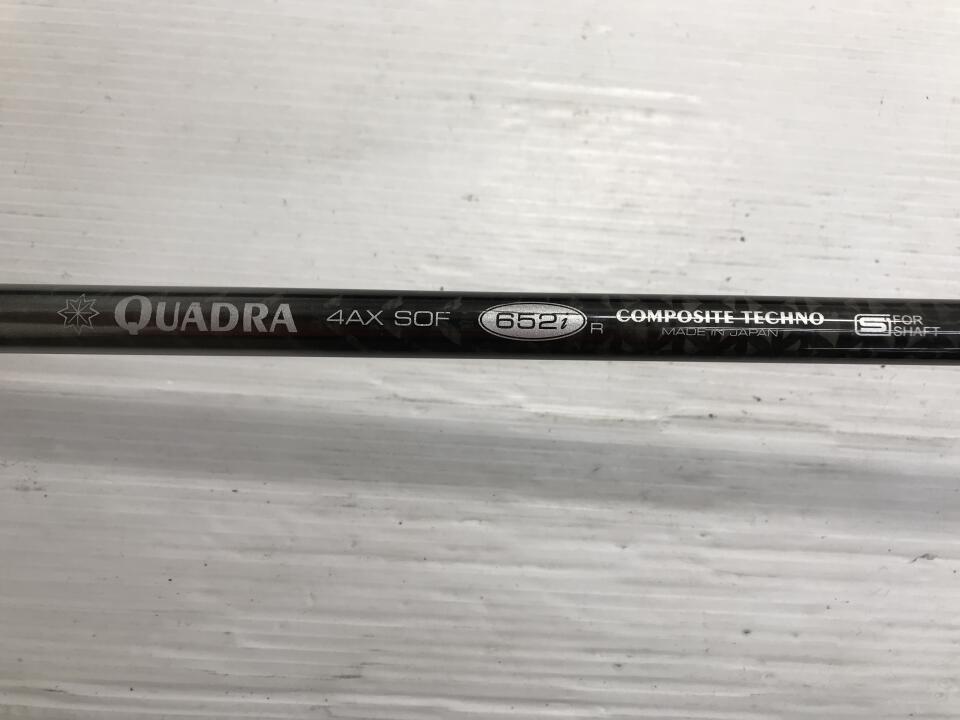 QUADRA 4AX SOF 652i R COMPOSITE TECHNO
MADE IN JAPAN
S FOR
SHAFT